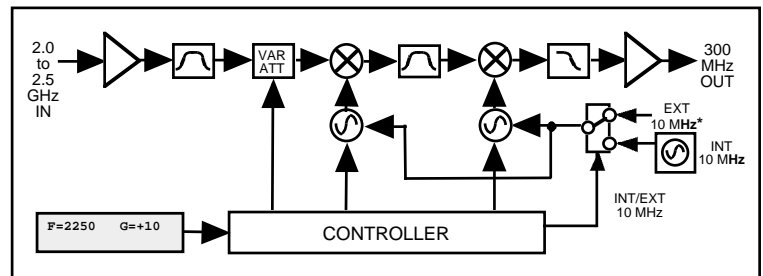 2.0
to
2.5
GHz
IN
VAR
ATT
300
MHz
OUT
EXT
10 MHz*
INT
10 MHz
INT/EXT
10 MHz
F=2250 G=+10
CONTROLLER